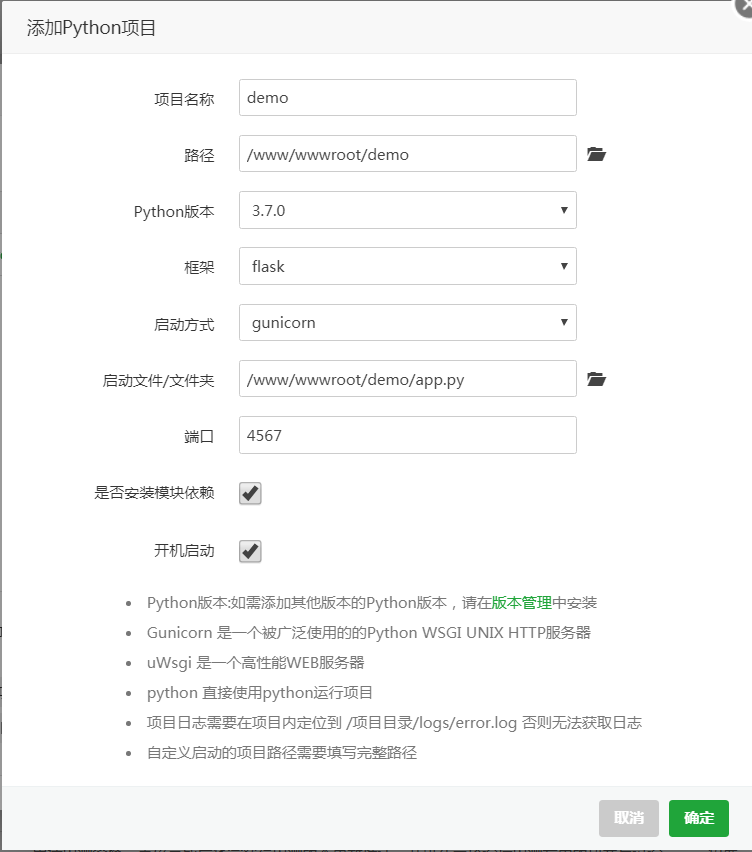 添加Python项目
项目名称 demo
路径 /www/wwwroot/demo
Python版本 3.7.0
框架 flask
启动方式 gunicorn
启动文件/文件夹 /www/wwwroot/demo/app.py
端口 4567
是否安装模块依赖
开机启动
Python版本:如需添加其他版本的Python版本，请在版本管理中安装
Gunicorn 是一个被广泛使用的的Python WSGI UNIX HTTP服务器
uWsgi 是一个高性能WEB服务器
python 直接使用python运行项目
项目日志需要在项目内定位到 /项目目录/logs/error.log 否则无法获取日志
自定义启动的项目路径需要填写完整路径
取消 确定